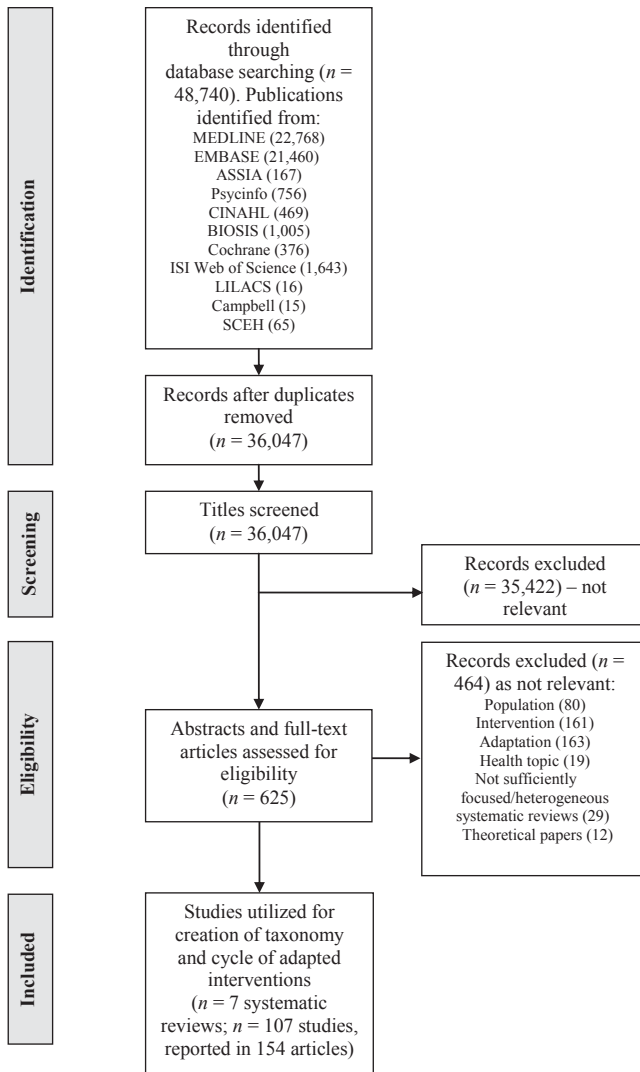 Identification
Records identified
through
database searching (n =
48,740). Publications
identified from:
MEDLINE (22,768)
EMBASE (21,460)
ASSIA (167)
Psycinfo (756)
CINAHL (469)
BIOSIS (1,005)
Cochrane (376)
ISI Web of Science (1,643)
LILACS (16)
Campbell (15)
SCEH (65)
Records after duplicates
removed
(n = 36,047)
Screening
Titles screened
(n = 36,047)
Records excluded
(n = 35,422) – not
relevant
Eligibility
Abstracts and full-text
articles assessed for
eligibility
(n = 625)
Records excluded (n =
464) as not relevant:
Population (80)
Intervention (161)
Adaptation (163)
Health topic (19)
Not sufficiently
focused/heterogeneous
systematic reviews (29)
Theoretical papers (12)
Included
Studies utilized for
creation of taxonomy
and cycle of adapted
interventions
(n = 7 systematic
reviews; n = 107 studies,
reported in 154 articles)